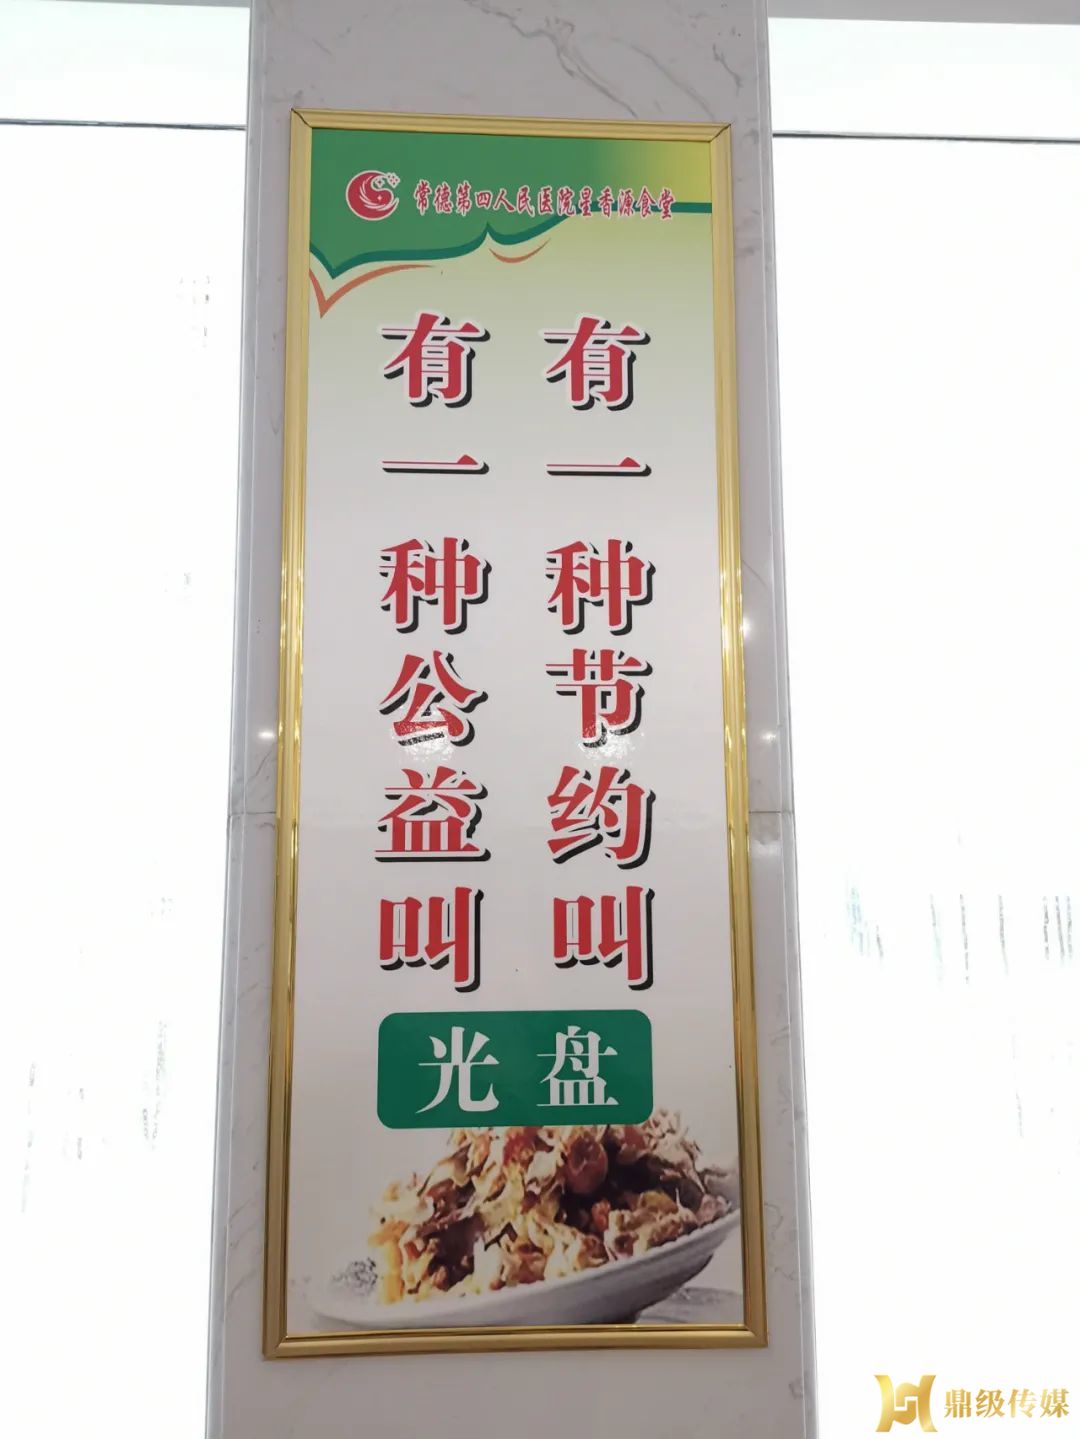 常德第四人民医院星香源食堂
有一种节约叫
有一种公益叫
光盘
鼎级传媒